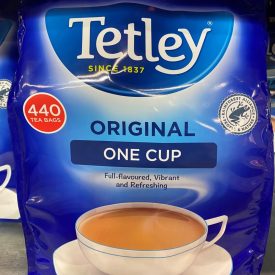 Tetley
SINCE 1837
440
TEA BAGS
ORIGINAL
ONE CUP
Full-flavoured, Vibrant
and Refreshing